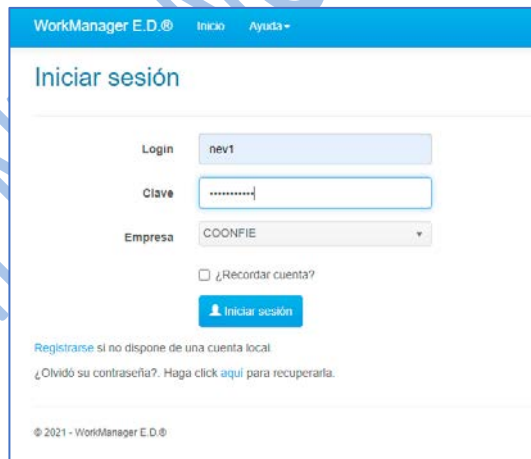 WorkManager E.D.® Inicio Ayuda
Iniciar sesión
Login nev1
Clave •••••••••••
Empresa COONFIE
¿Recordar cuenta?
Iniciar sesión
Registrarse si no dispone de una cuenta local
¿Olvidó su contraseña?. Haga click aquí para recuperarla.
© 2021 - WorkManager E.D.®